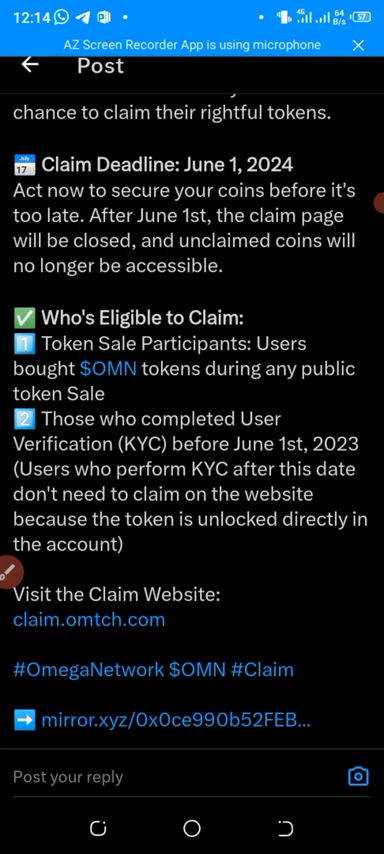 12:14
4G
64
B/s
57
AZ Screen Recorder App is using microphone
Post
chance to claim their rightful tokens.
July
17
Claim Deadline: June 1, 2024
Act now to secure your coins before it's
too late. After June 1st, the claim page
will be closed, and unclaimed coins will
no longer be accessible.
✅ Who's Eligible to Claim:
1️⃣ Token Sale Participants: Users
bought $OMN tokens during any public
token Sale
2️⃣ Those who completed User
Verification (KYC) before June 1st, 2023
(Users who perform KYC after this date
don't need to claim on the website
because the token is unlocked directly in
the account)
Visit the Claim Website:
claim.omtch.com
#OmegaNetwork $OMN #Claim
➡️ mirror.xyz/0x0ce990b52FEB...
Post your reply